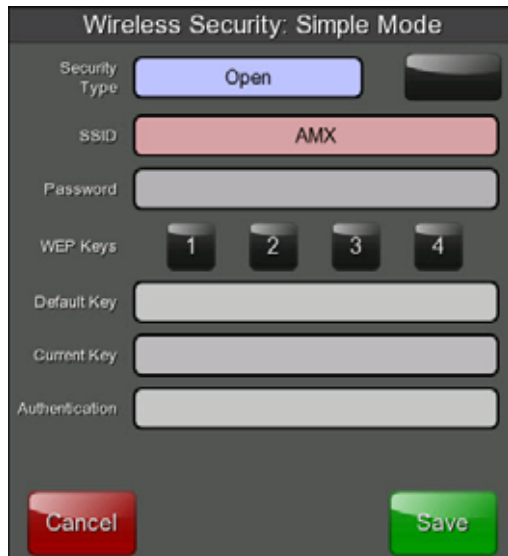 Wireless Security: Simple Mode
Security
Type
Open
SSID
AMX
Password
WEP Keys
1 2 3 4
Default Key
Current Key
Authentication
Cancel Save